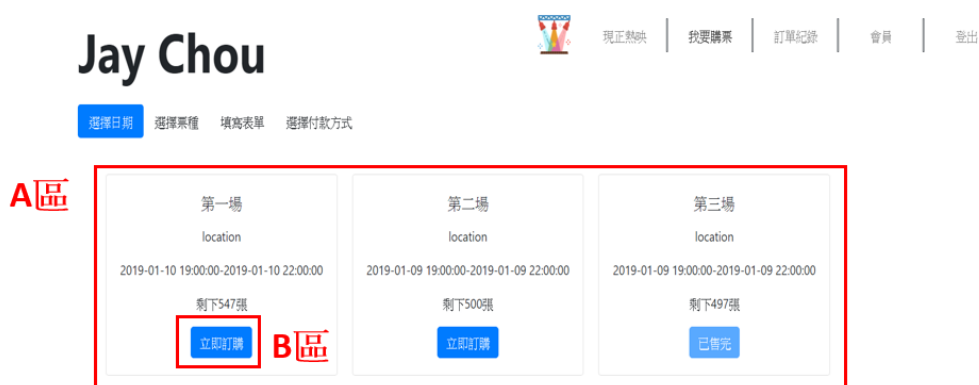 現正熱映 我要購票 訂單紀錄 會員 登出
Jay Chou
選擇日期 選擇票種 填寫表單 選擇付款方式
A區
第一場
location
2019-01-10 19:00:00-2019-01-10 22:00:00
剩下547張
立即訂購
B區
第二場
location
2019-01-09 19:00:00-2019-01-09 22:00:00
剩下500張
立即訂購
第三場
location
2019-01-09 19:00:00-2019-01-09 22:00:00
剩下497張
已售完